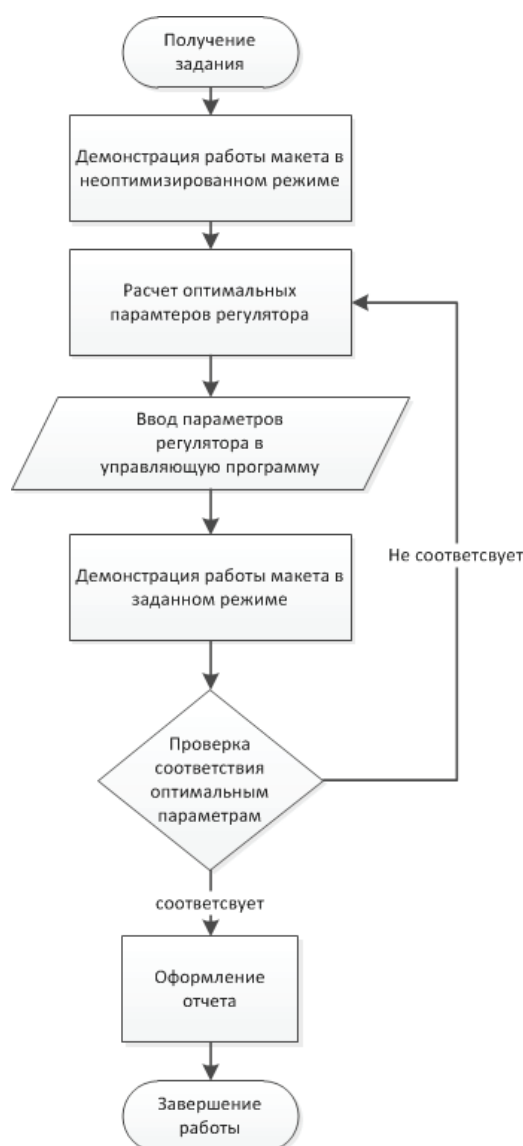 Получение
задания
Демонстрация работы макета в
неоптимизированном режиме
Расчет оптимальных
парамтеров регулятора
Ввод параметров
регулятора в
управляющую программу
Не соответсвует
Демонстрация работы макета в
заданном режиме
Проверка
соответствия
оптимальным
параметрам
соответсвует
Оформление
отчета
Завершение
работы